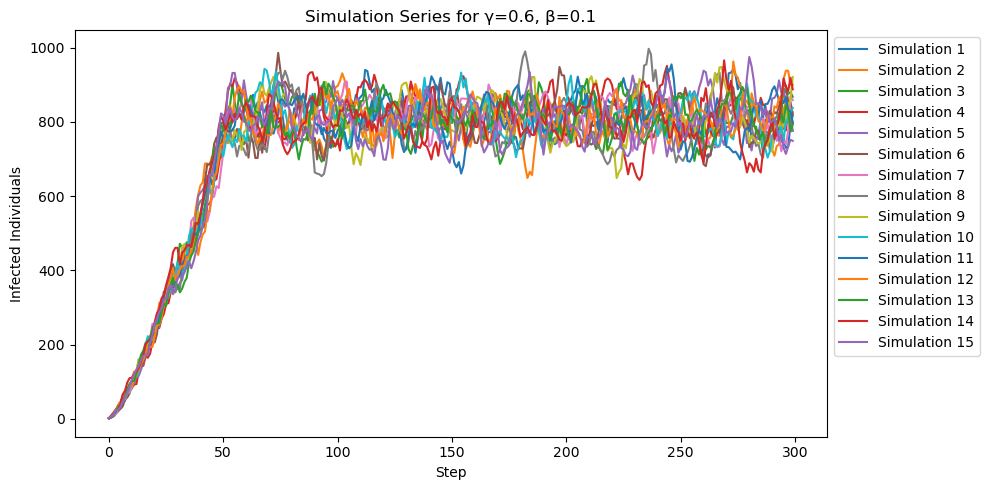 Simulation Series for γ=0.6, β=0.1
Infected Individuals
1000
800
600
400
200
0
0 50 100 150 200 250 300
Step
Simulation 1
Simulation 2
Simulation 3
Simulation 4
Simulation 5
Simulation 6
Simulation 7
Simulation 8
Simulation 9
Simulation 10
Simulation 11
Simulation 12
Simulation 13
Simulation 14
Simulation 15